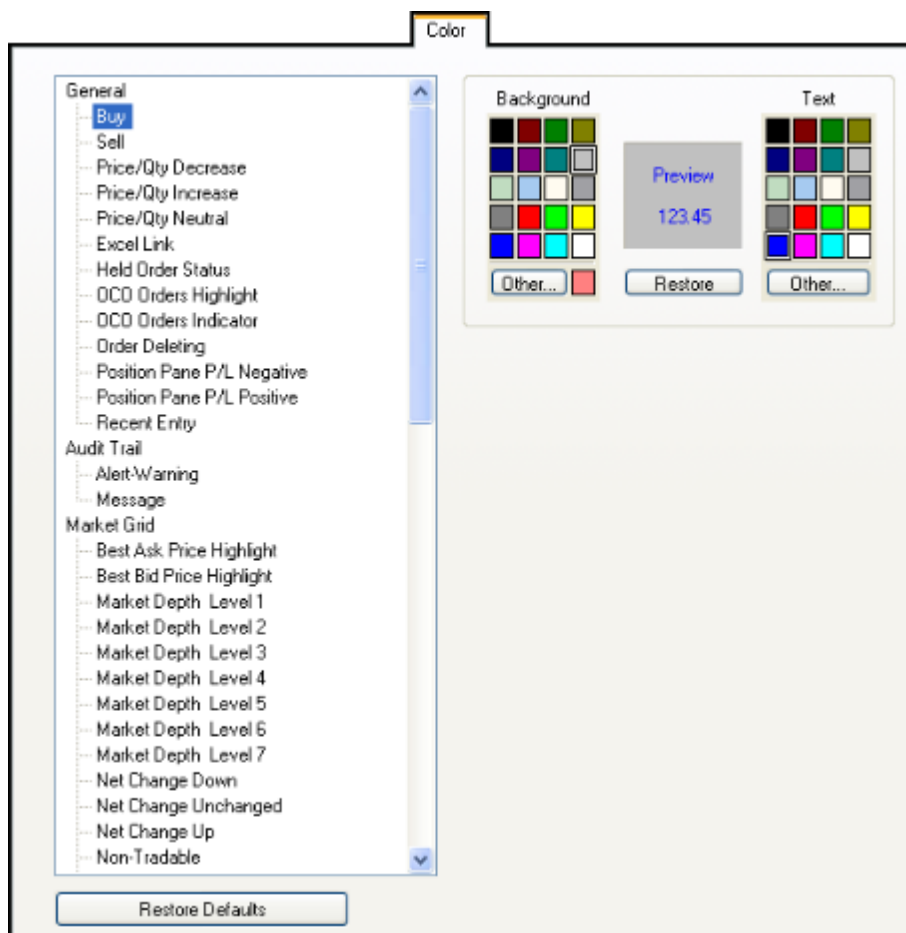 Color
General
Buy
Sell
Price/Qty Decrease
Price/Qty Increase
Price/Qty Neutral
Excel Link
Held Order Status
OCO Orders Highlight
OCO Orders Indicator
Order Deleting
Position Pane P/L Negative
Position Pane P/L Positive
Recent Entry
Audit Trail
Alert-Warning
Message
Market Grid
Best Ask Price Highlight
Best Bid Price Highlight
Market Depth Level 1
Market Depth Level 2
Market Depth Level 3
Market Depth Level 4
Market Depth Level 5
Market Depth Level 6
Market Depth Level 7
Net Change Down
Net Change Unchanged
Net Change Up
Non-Tradable
Restore Defaults
Background
Other...
Preview
123.45
Restore
Text
Other...